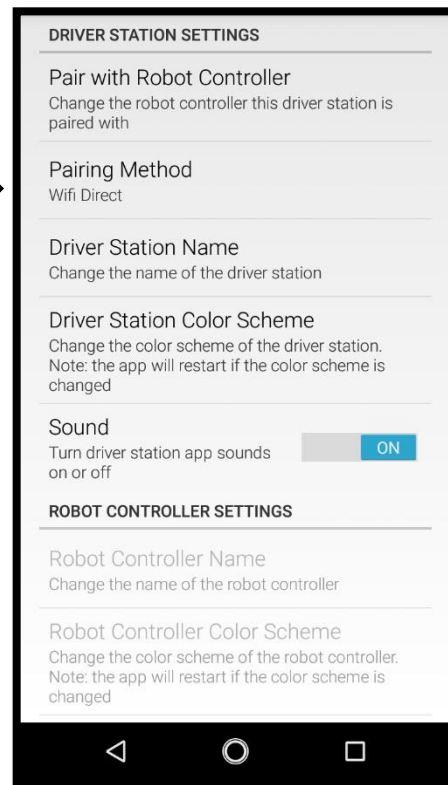 DRIVER STATION SETTINGS
Pair with Robot Controller
Change the robot controller this driver station is
paired with
Pairing Method
Wifi Direct
Driver Station Name
Change the name of the driver station
Driver Station Color Scheme
Change the color scheme of the driver station.
Note: the app will restart if the color scheme is
changed
Sound
Turn driver station app sounds
on or off
ON
ROBOT CONTROLLER SETTINGS
Robot Controller Name
Change the name of the robot controller
Robot Controller Color Scheme
Change the color scheme of the robot controller.
Note: the app will restart if the color scheme is
changed